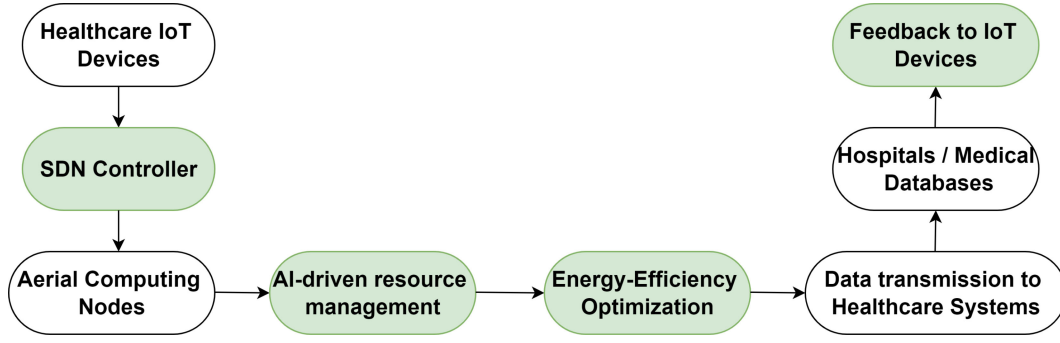 Healthcare IoT
Devices
SDN Controller
Aerial Computing
Nodes
AI-driven resource
management
Energy-Efficiency
Optimization
Data transmission to
Healthcare Systems
Hospitals / Medical
Databases
Feedback to IoT
Devices